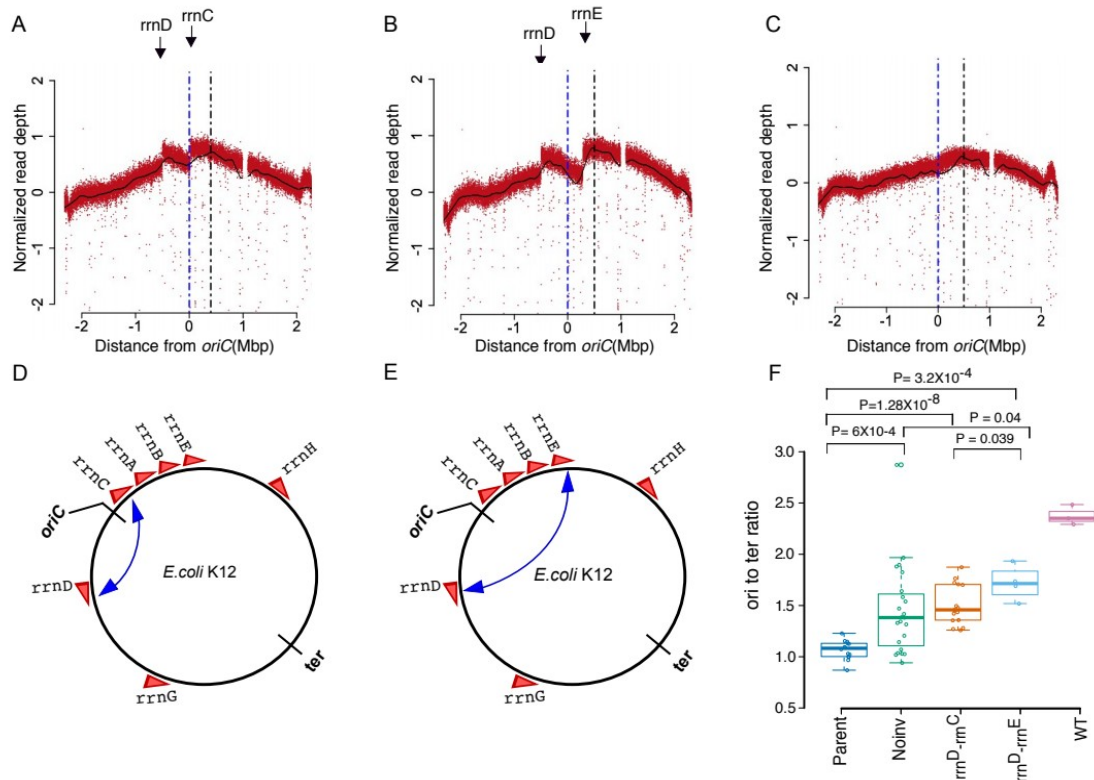 A
rrnD
rrnC
Normalized read depth
2
1
0
-1
-2
-2
-1
0
1
2
Distance from oriC(Mbp)
B
rrnD
rrnE
Normalized read depth
2
1
0
-1
-2
-2
-1
0
1
2
Distance from oriC(Mbp)
C
Normalized read depth
2
1
0
-1
-2
-2
-1
0
1
2
Distance from oriC(Mbp)
D
rrnC
rrnA
rrnB
rrnE
rrnH
oriC
rrnD
E.coli K12
ter
rrnG
E
rrnC
rrnA
rrnB
rrnE
rrnH
oriC
rrnD
E.coli K12
ter
rrnG
F
P= 3.2X10-4
P=1.28X10-8
P= 0.04
P= 6X10-4
P = 0.039
ori to ter ratio
3.0
2.5
2.0
1.5
1.0
0.5
Parent
Noinv
rrnD-rrnC
rrnD-rrnE
WT